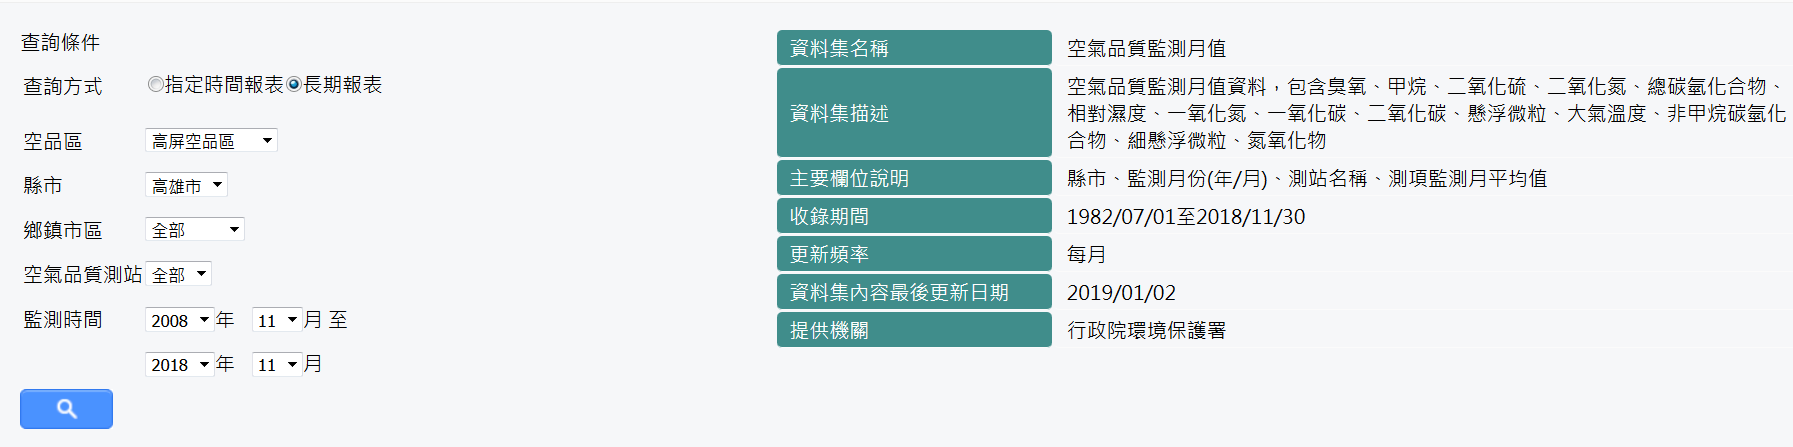 查詢條件
查詢方式 指定時間報表 長期報表
空品區 高屏空品區
縣市 高雄市
鄉鎮市區 全部
空氣品質測站 全部
監測時間 2008 年 11 月 至
2018 年 11 月
資料集名稱 空氣品質監測月值
資料集描述 空氣品質監測月值資料，包含臭氧、甲烷、二氧化硫、二氧化氮、總碳氫化合物、
相對濕度、一氧化氮、一氧化碳、二氧化碳、懸浮微粒、大氣溫度、非甲烷碳氫化
合物、細懸浮微粒、氮氧化物
主要欄位說明 縣市、監測月份(年/月)、測站名稱、測項監測月平均值
收錄期間 1982/07/01至2018/11/30
更新頻率 每月
資料集內容最後更新日期 2019/01/02
提供機關 行政院環境保護署